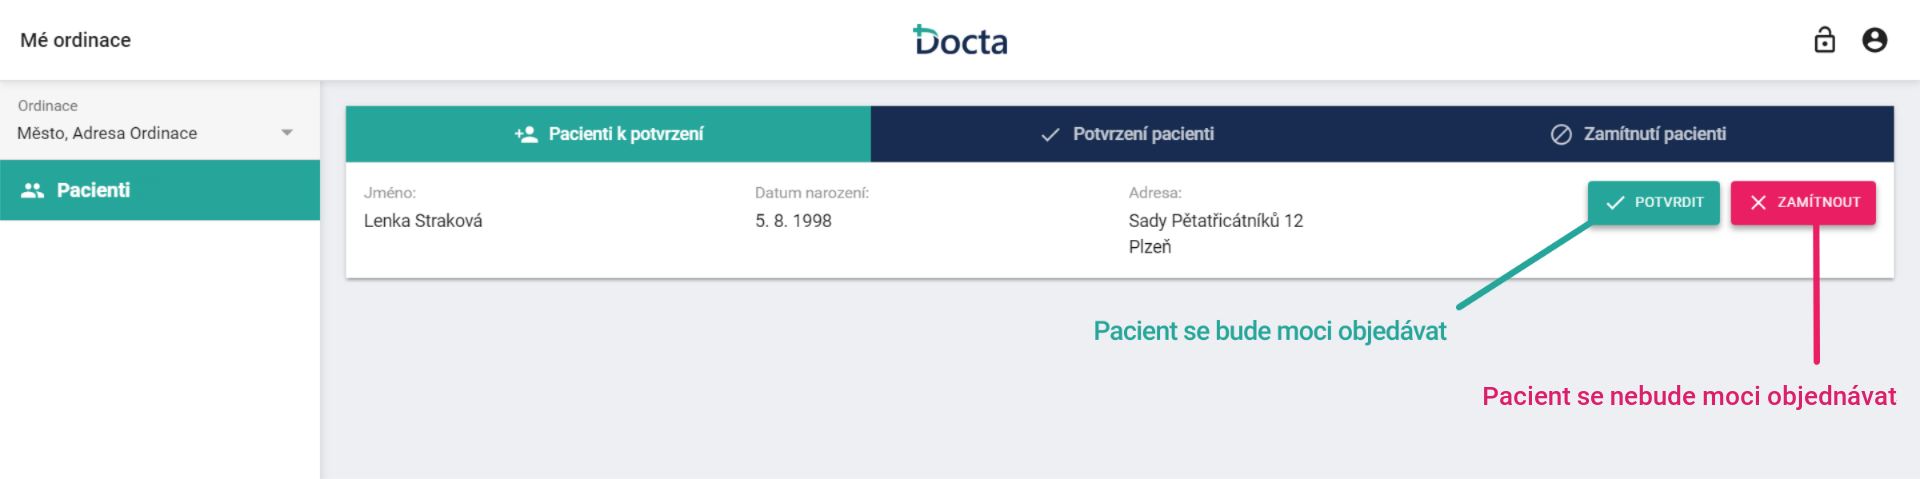 Mé ordinace
Docta
Ordinace
Město, Adresa Ordinace
Pacienti
Pacienti k potvrzení
Potvrzení pacienti
Zamítnutí pacienti
Jméno:
Lenka Straková
Datum narození:
5. 8. 1998
Adresa:
Sady Pětatřicátníků 12
Plzeň
POTVRDIT
ZAMÍTNOUT
Pacient se bude moci objedávat
Pacient se nebude moci objednávat